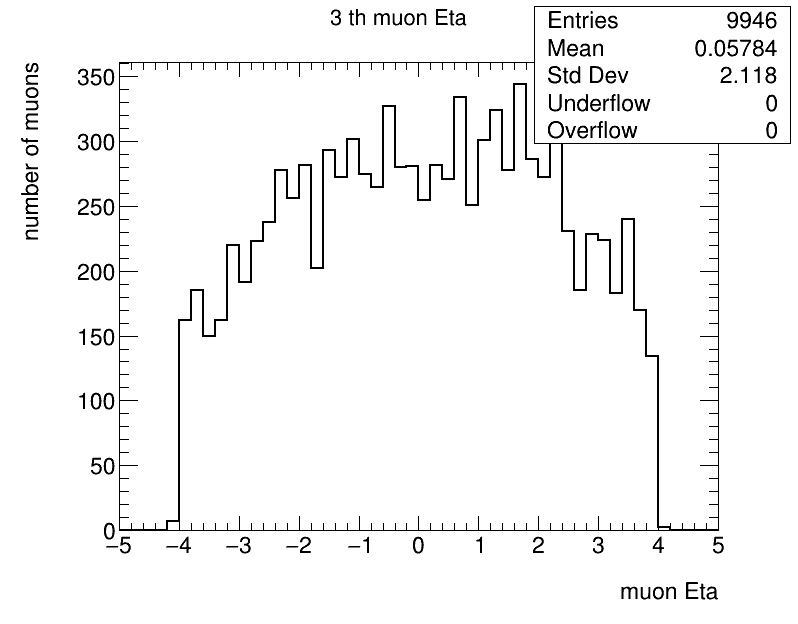 3 th muon Eta
Entries 9946
Mean 0.05784
Std Dev 2.118
Underflow 0
Overflow 0
number of muons
350
300
250
200
150
100
50
0
−5 −4 −3 −2 −1 0 1 2 3 4 5
muon Eta